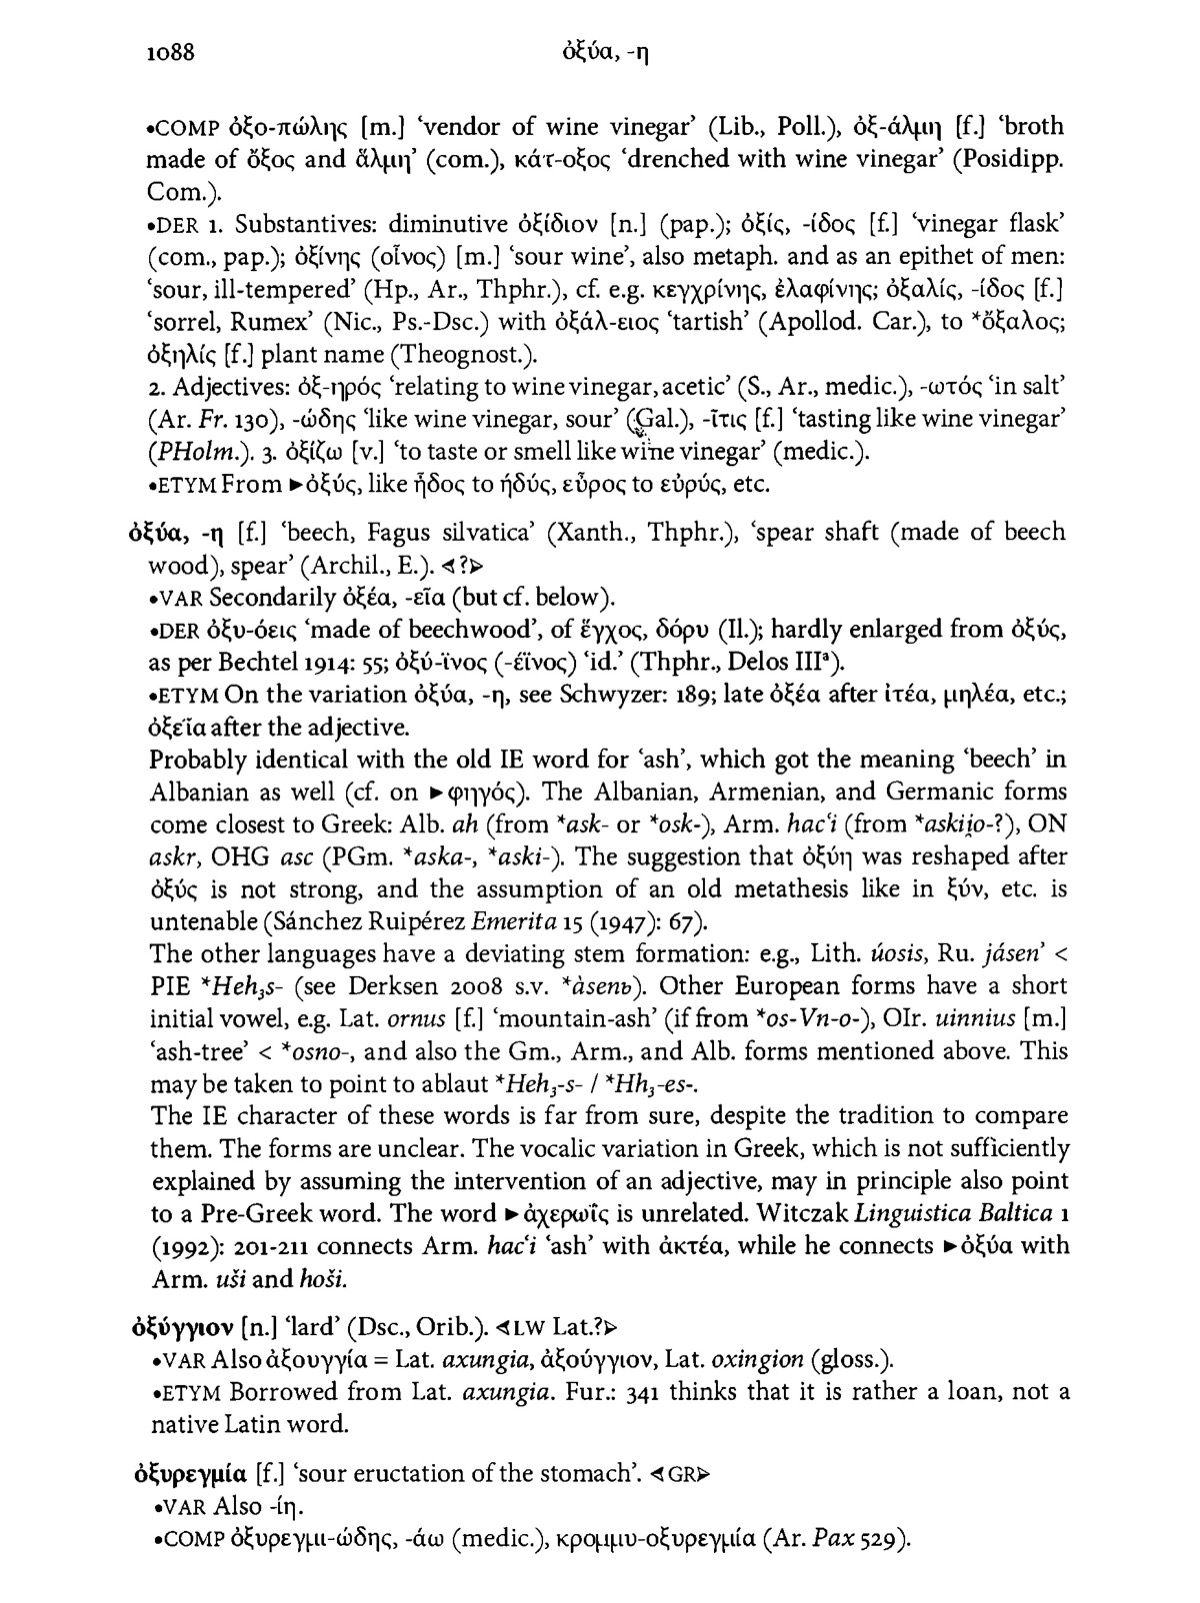 1088
ὀξύα, -η
•COMP ὀξο-πώλης [m.] ‘vendor of wine vinegar’ (Lib., Poll.), ὀξ-άλμη [f.] ‘broth
made of ὄξος and ἅλμη’ (com.), κάτ-οξος ‘drenched with wine vinegar’ (Posidipp.
Com.).
•DER 1. Substantives: diminutive ὀξίδιον [n.] (pap.); ὀξίς, -ίδος [f.] ‘vinegar flask’
(com., pap.); ὀξίνης (οἶνος) [m.] ‘sour wine’, also metaph. and as an epithet of men:
‘sour, ill-tempered’ (Hp., Ar., Thphr.), cf. e.g. κεγχρίνης, ἐλαφίνης; ὀξαλίς, -ίδος [f.]
‘sorrel, Rumex’ (Nic., Ps.-Dsc.) with ὀξάλ-ειος ‘tartish’ (Apollod. Car.), to *ὄξαλος;
ὀξηλίς [f.] plant name (Theognost.).
2. Adjectives: ὀξ-ηρός ‘relating to wine vinegar, acetic’ (S., Ar., medic.), -ωτός ‘in salt’
(Ar. Fr. 130), -ώδης ‘like wine vinegar, sour’ (Gal.), -ῖτις [f.] ‘tasting like wine vinegar’
(PHolm.). 3. ὀξίζω [v.] ‘to taste or smell like wine vinegar’ (medic.).
•ETYM From ►ὀξύς, like ἦδος to ἡδύς, εὖρος to εὐρύς, etc.
ὀξύα, -η [f.] ‘beech, Fagus silvatica’ (Xanth., Thphr.), ‘spear shaft (made of beech
wood), spear’ (Archil., E.). ⊲?⊳
•VAR Secondarily ὀξέα, -εῖα (but cf. below).
•DER ὀξυ-όεις ‘made of beechwood’, of ἔγχος, δόρυ (Il.); hardly enlarged from ὀξύς,
as per Bechtel 1914: 55; ὀξύ-ϊνος (-έϊνος) ‘id.’ (Thphr., Delos IIIᵃ).
•ETYM On the variation ὀξύα, -η, see Schwyzer: 189; late ὀξέα after ἰτέα, μηλέα, etc.;
ὀξεῖα after the adjective.
Probably identical with the old IE word for ‘ash’, which got the meaning ‘beech’ in
Albanian as well (cf. on ►φηγός). The Albanian, Armenian, and Germanic forms
come closest to Greek: Alb. ah (from *ask- or *osk-), Arm. hacʻi (from *aski̯o-?), ON
askr, OHG asc (PGm. *aska-, *aski-). The suggestion that ὀξύη was reshaped after
ὀξύς is not strong, and the assumption of an old metathesis like in ξύν, etc. is
untenable (Sánchez Ruipérez Emerita 15 (1947): 67).
The other languages have a deviating stem formation: e.g., Lith. úosis, Ru. jásen’ <
PIE *Heh₃s- (see Derksen 2008 s.v. *àsenь). Other European forms have a short
initial vowel, e.g. Lat. ornus [f.] ‘mountain-ash’ (if from *os-Vn-o-), OIr. uinnius [m.]
‘ash-tree’ < *osno-, and also the Gm., Arm., and Alb. forms mentioned above. This
may be taken to point to ablaut *Heh₃-s- / *Hh₃-es-.
The IE character of these words is far from sure, despite the tradition to compare
them. The forms are unclear. The vocalic variation in Greek, which is not sufficiently
explained by assuming the intervention of an adjective, may in principle also point
to a Pre-Greek word. The word ►ἀχερωΐς is unrelated. Witczak Linguistica Baltica 1
(1992): 201-211 connects Arm. hacʻi ‘ash’ with ἀκτέα, while he connects ►ὀξύα with
Arm. uši and hoši.
ὀξύγγιον [n.] ‘lard’ (Dsc., Orib.). ⊲LW Lat.?⊳
•VAR Also ἀξουγγία = Lat. axungia, ἀξούγγιον, Lat. oxingion (gloss.).
•ETYM Borrowed from Lat. axungia. Fur.: 341 thinks that it is rather a loan, not a
native Latin word.
ὀξυρεγμία [f.] ‘sour eructation of the stomach’. ⊲GR⊳
•VAR Also -ίη.
•COMP ὀξυρεγμι-ώδης, -άω (medic.), κρομμυ-οξυρεγμία (Ar. Pax 529).